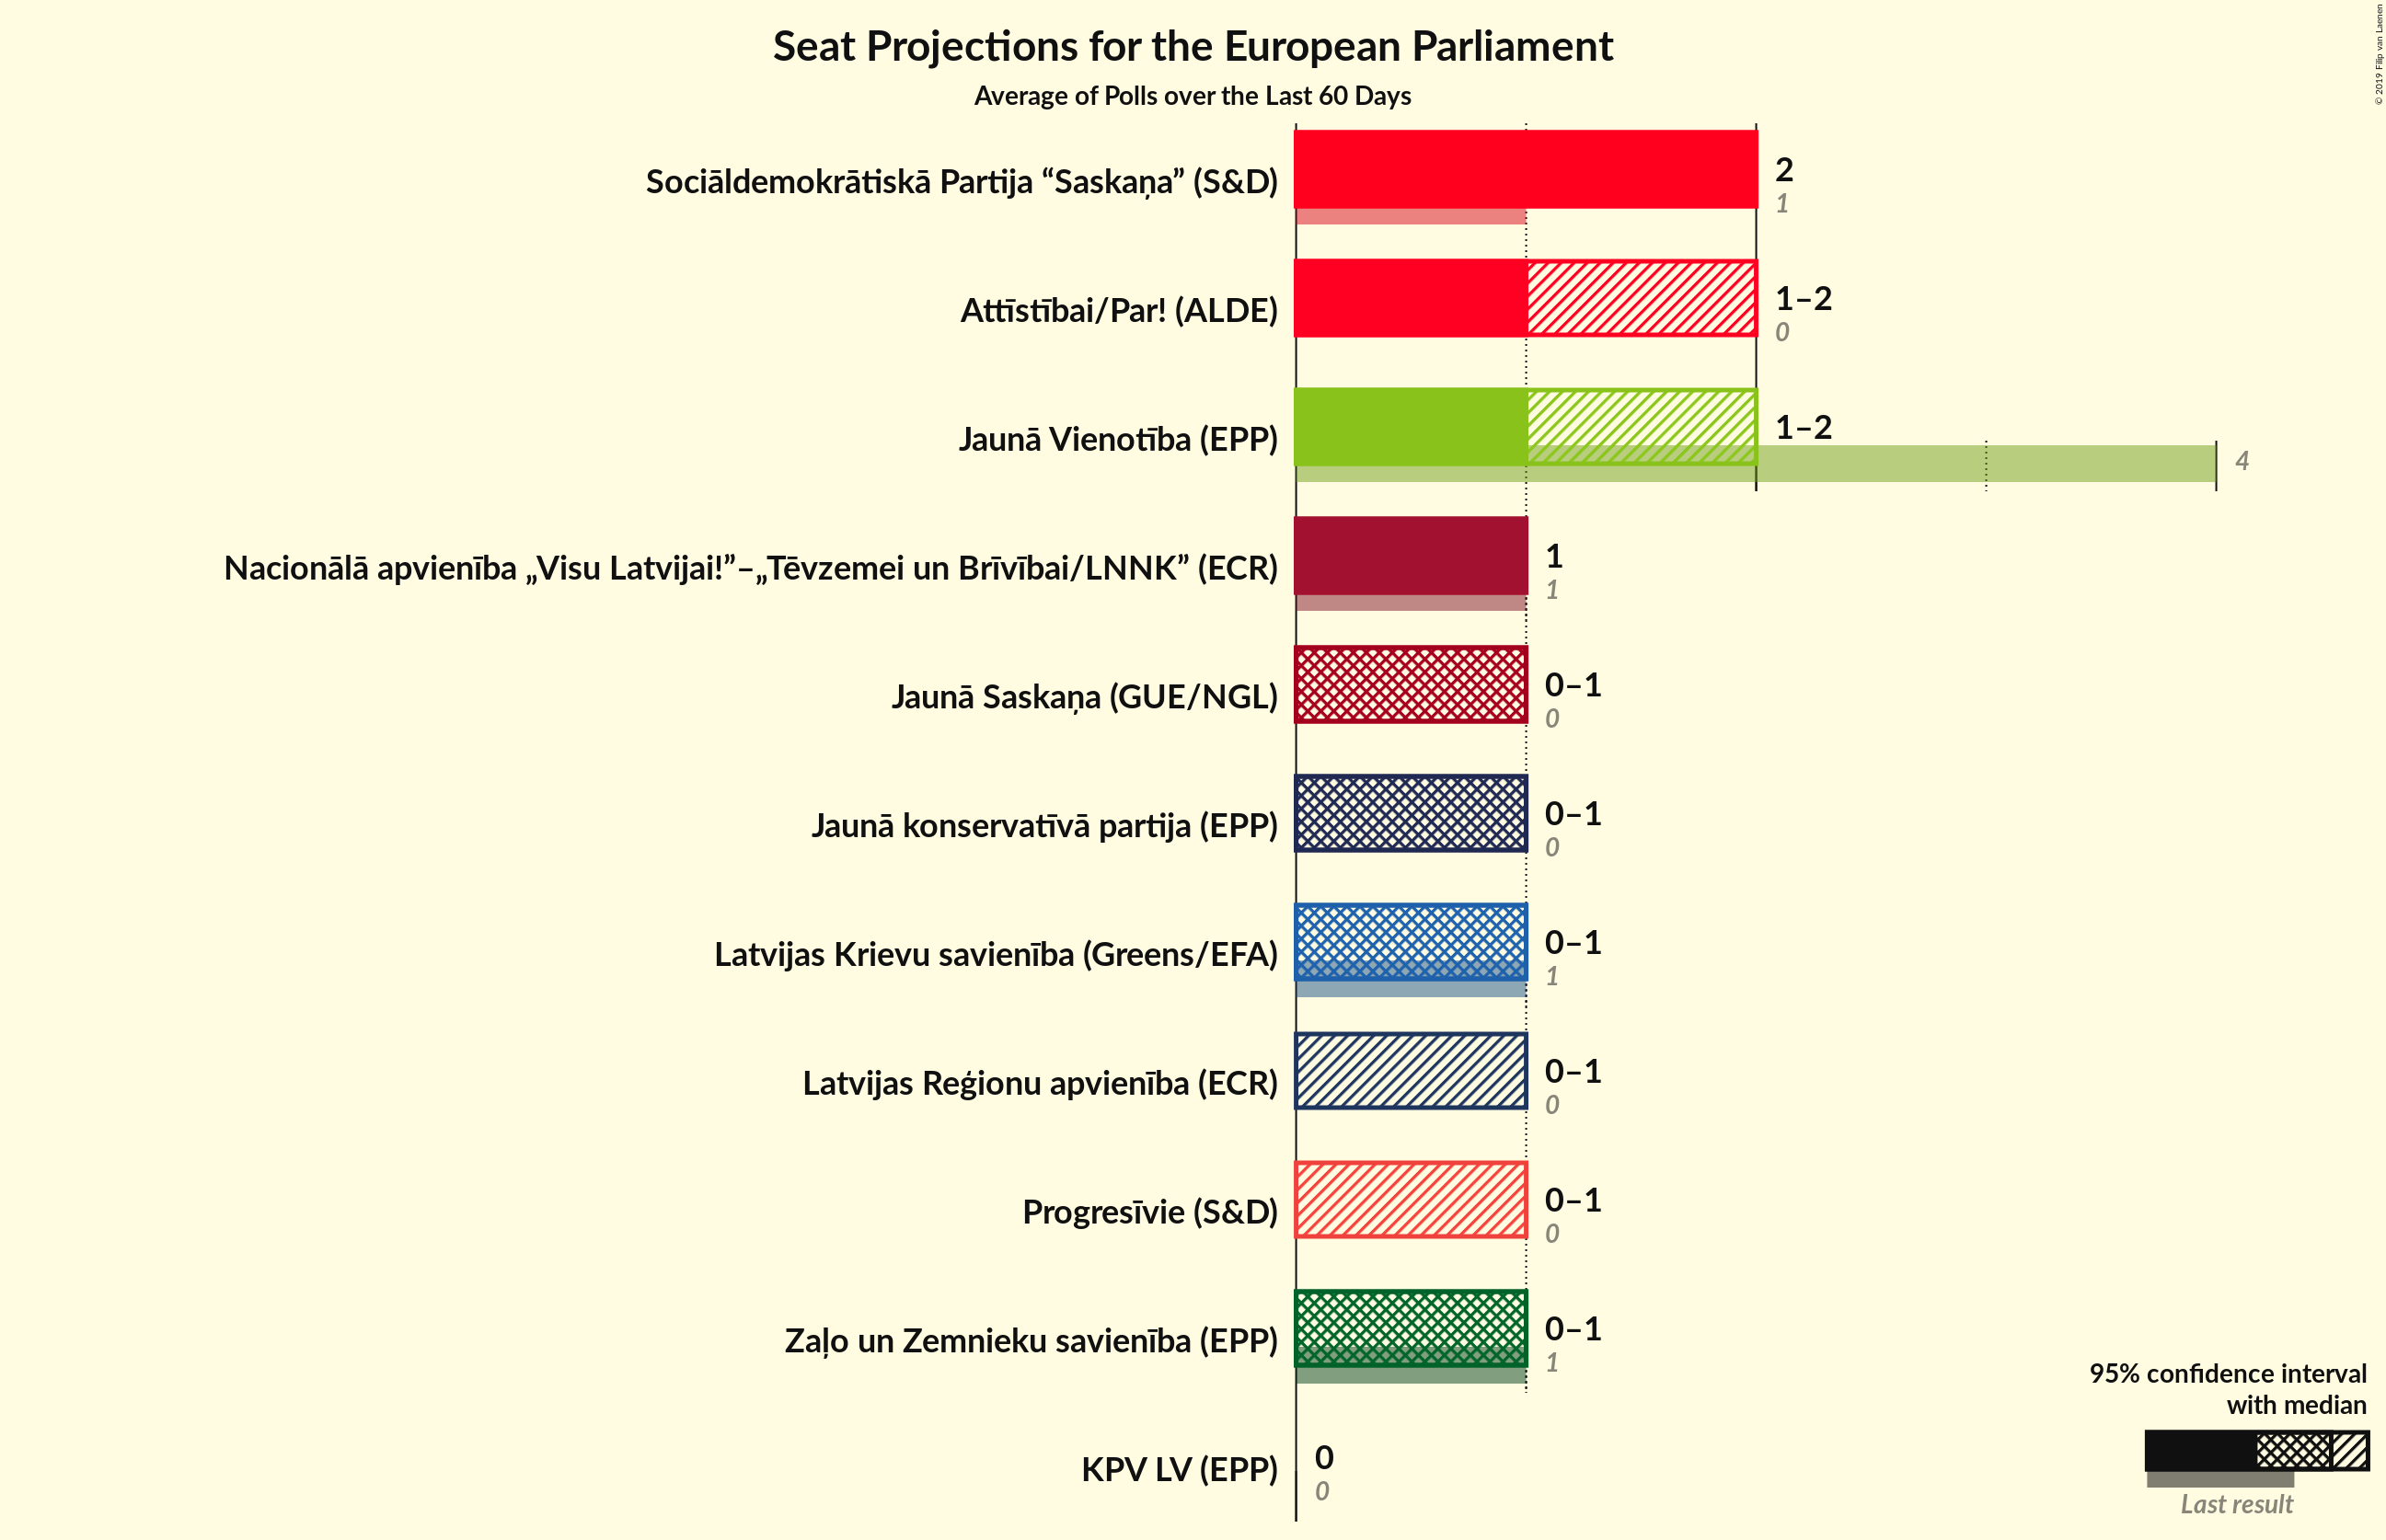 Seat Projections for the European Parliament
Average of Polls over the Last 60 Days
© 2019 Filip van Laenen
Sociāldemokrātiskā Partija “Saskaņa” (S&D)
2
1
Attīstībai/Par! (ALDE)
1–2
0
Jaunā Vienotība (EPP)
1–2
4
Nacionālā apvienība „Visu Latvijai!”–„Tēvzemei un Brīvībai/LNNK” (ECR)
1
1
Jaunā Saskaņa (GUE/NGL)
0–1
0
Jaunā konservatīvā partija (EPP)
0–1
0
Latvijas Krievu savienība (Greens/EFA)
0–1
1
Latvijas Reģionu apvienība (ECR)
0–1
0
Progresīvie (S&D)
0–1
0
Zaļo un Zemnieku savienība (EPP)
0–1
1
KPV LV (EPP)
0
0
95% confidence interval
with median
Last result